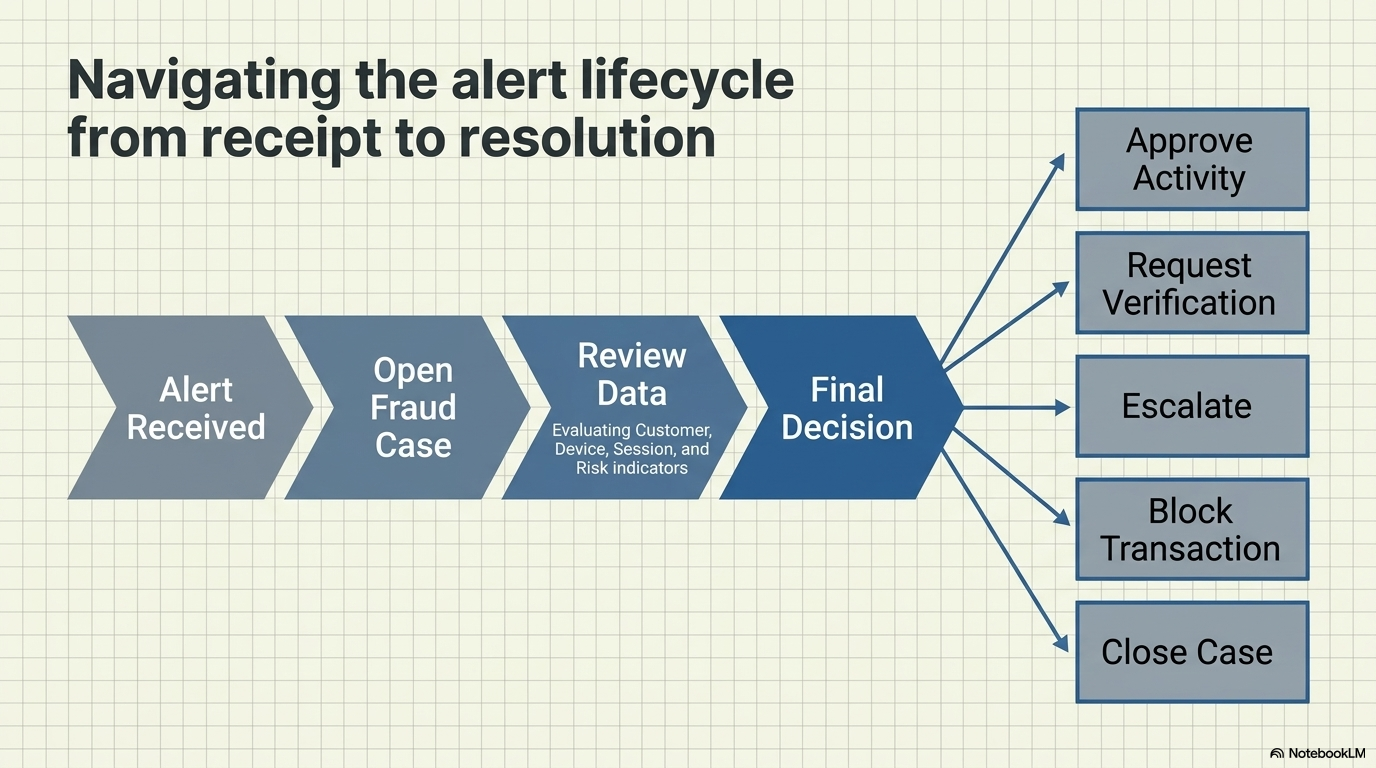 Navigating the alert lifecycle
from receipt to resolution
Alert
Received
Open
Fraud
Case
Review
Data
Evaluating Customer,
Device, Session, and
Risk indicators
Final
Decision
Approve
Activity
Request
Verification
Escalate
Block
Transaction
Close Case
NotebookLM